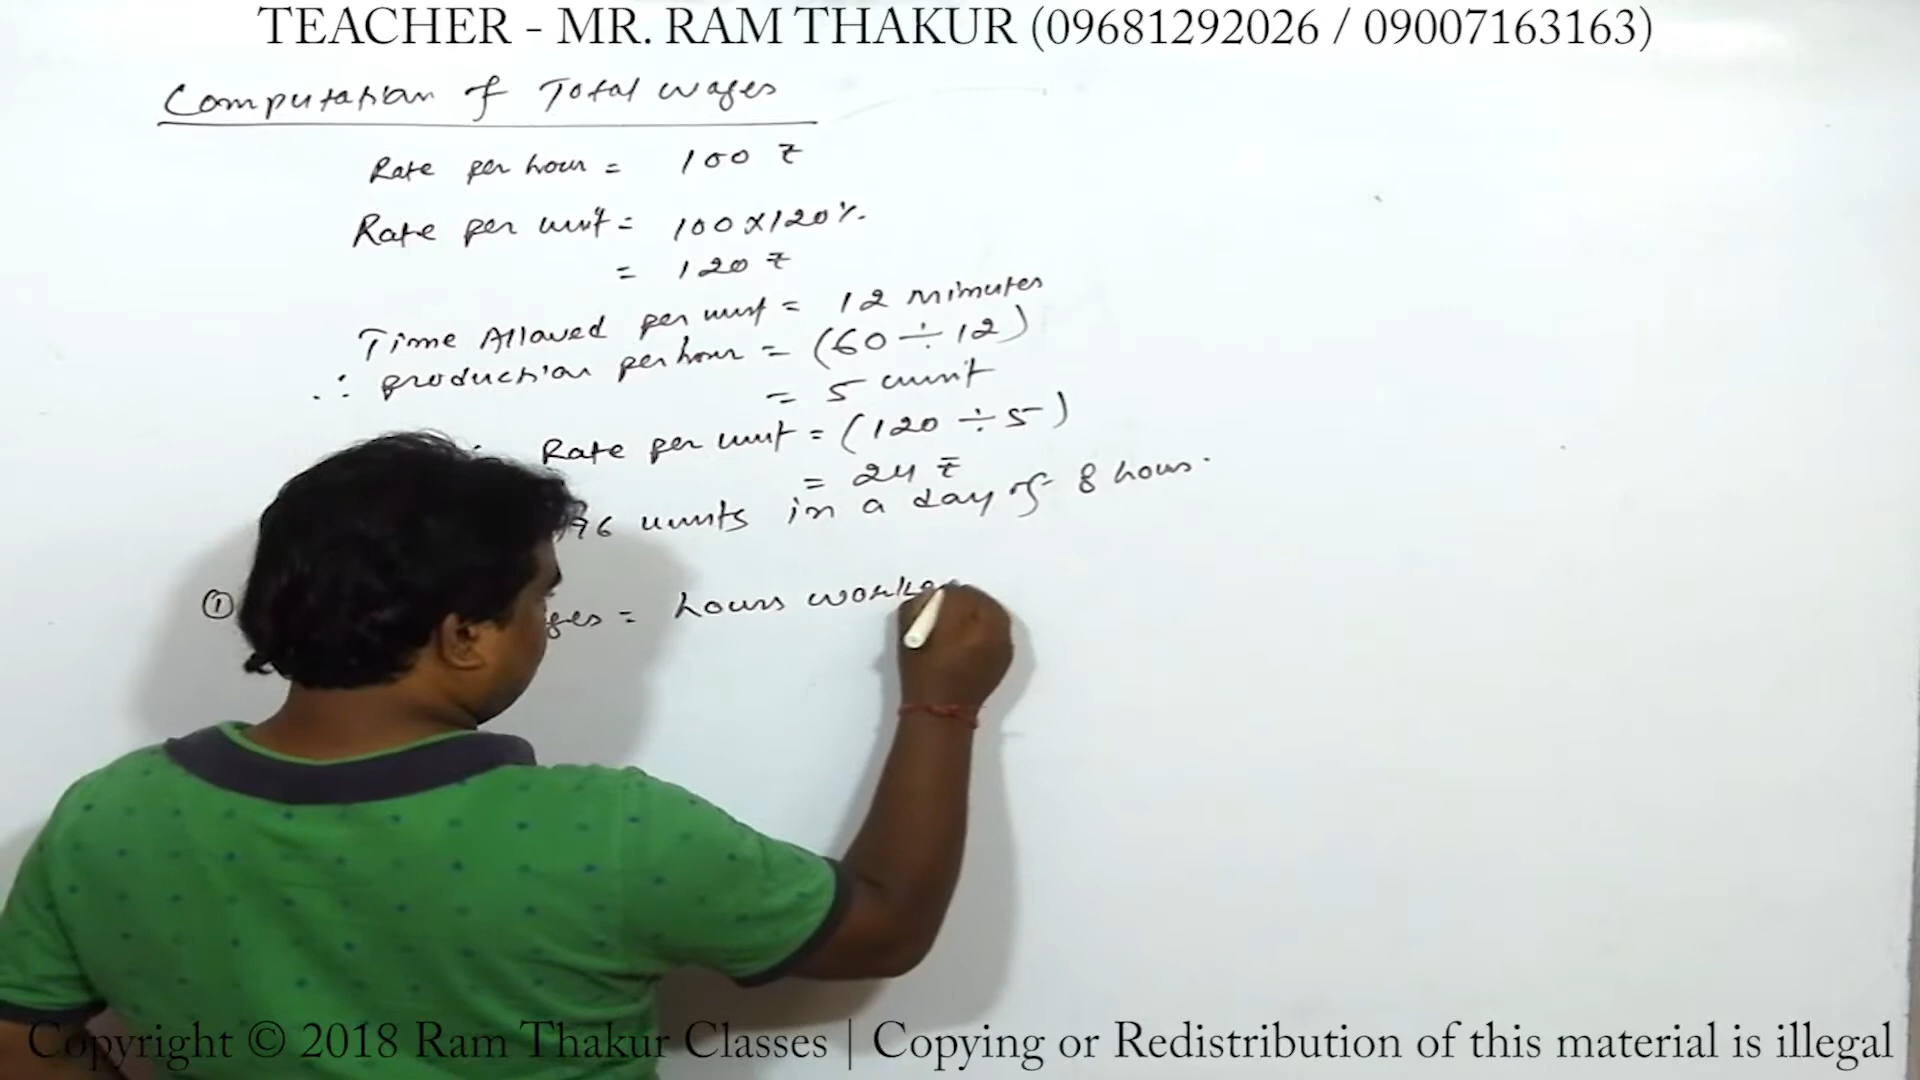 TEACHER - MR. RAM THAKUR (09681292026 / 09007163163)
Computation of Total wages
Rate per hour = 100 ₹
Rate per unit = 100 x 120%
= 120 ₹
Time Allowed per unit = 12 minutes
∴ production per hour = (60 ÷ 12)
= 5 unit
Rate per unit = (120 ÷ 5)
= 24 ₹
96 units in a day of 8 hours.
① = hours worke
Copyright © 2018 Ram Thakur Classes | Copying or Redistribution of this material is illegal